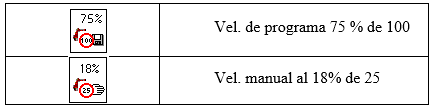 75%
100
Vel. de programa 75 % de 100
18%
25
Vel. manual al 18% de 25